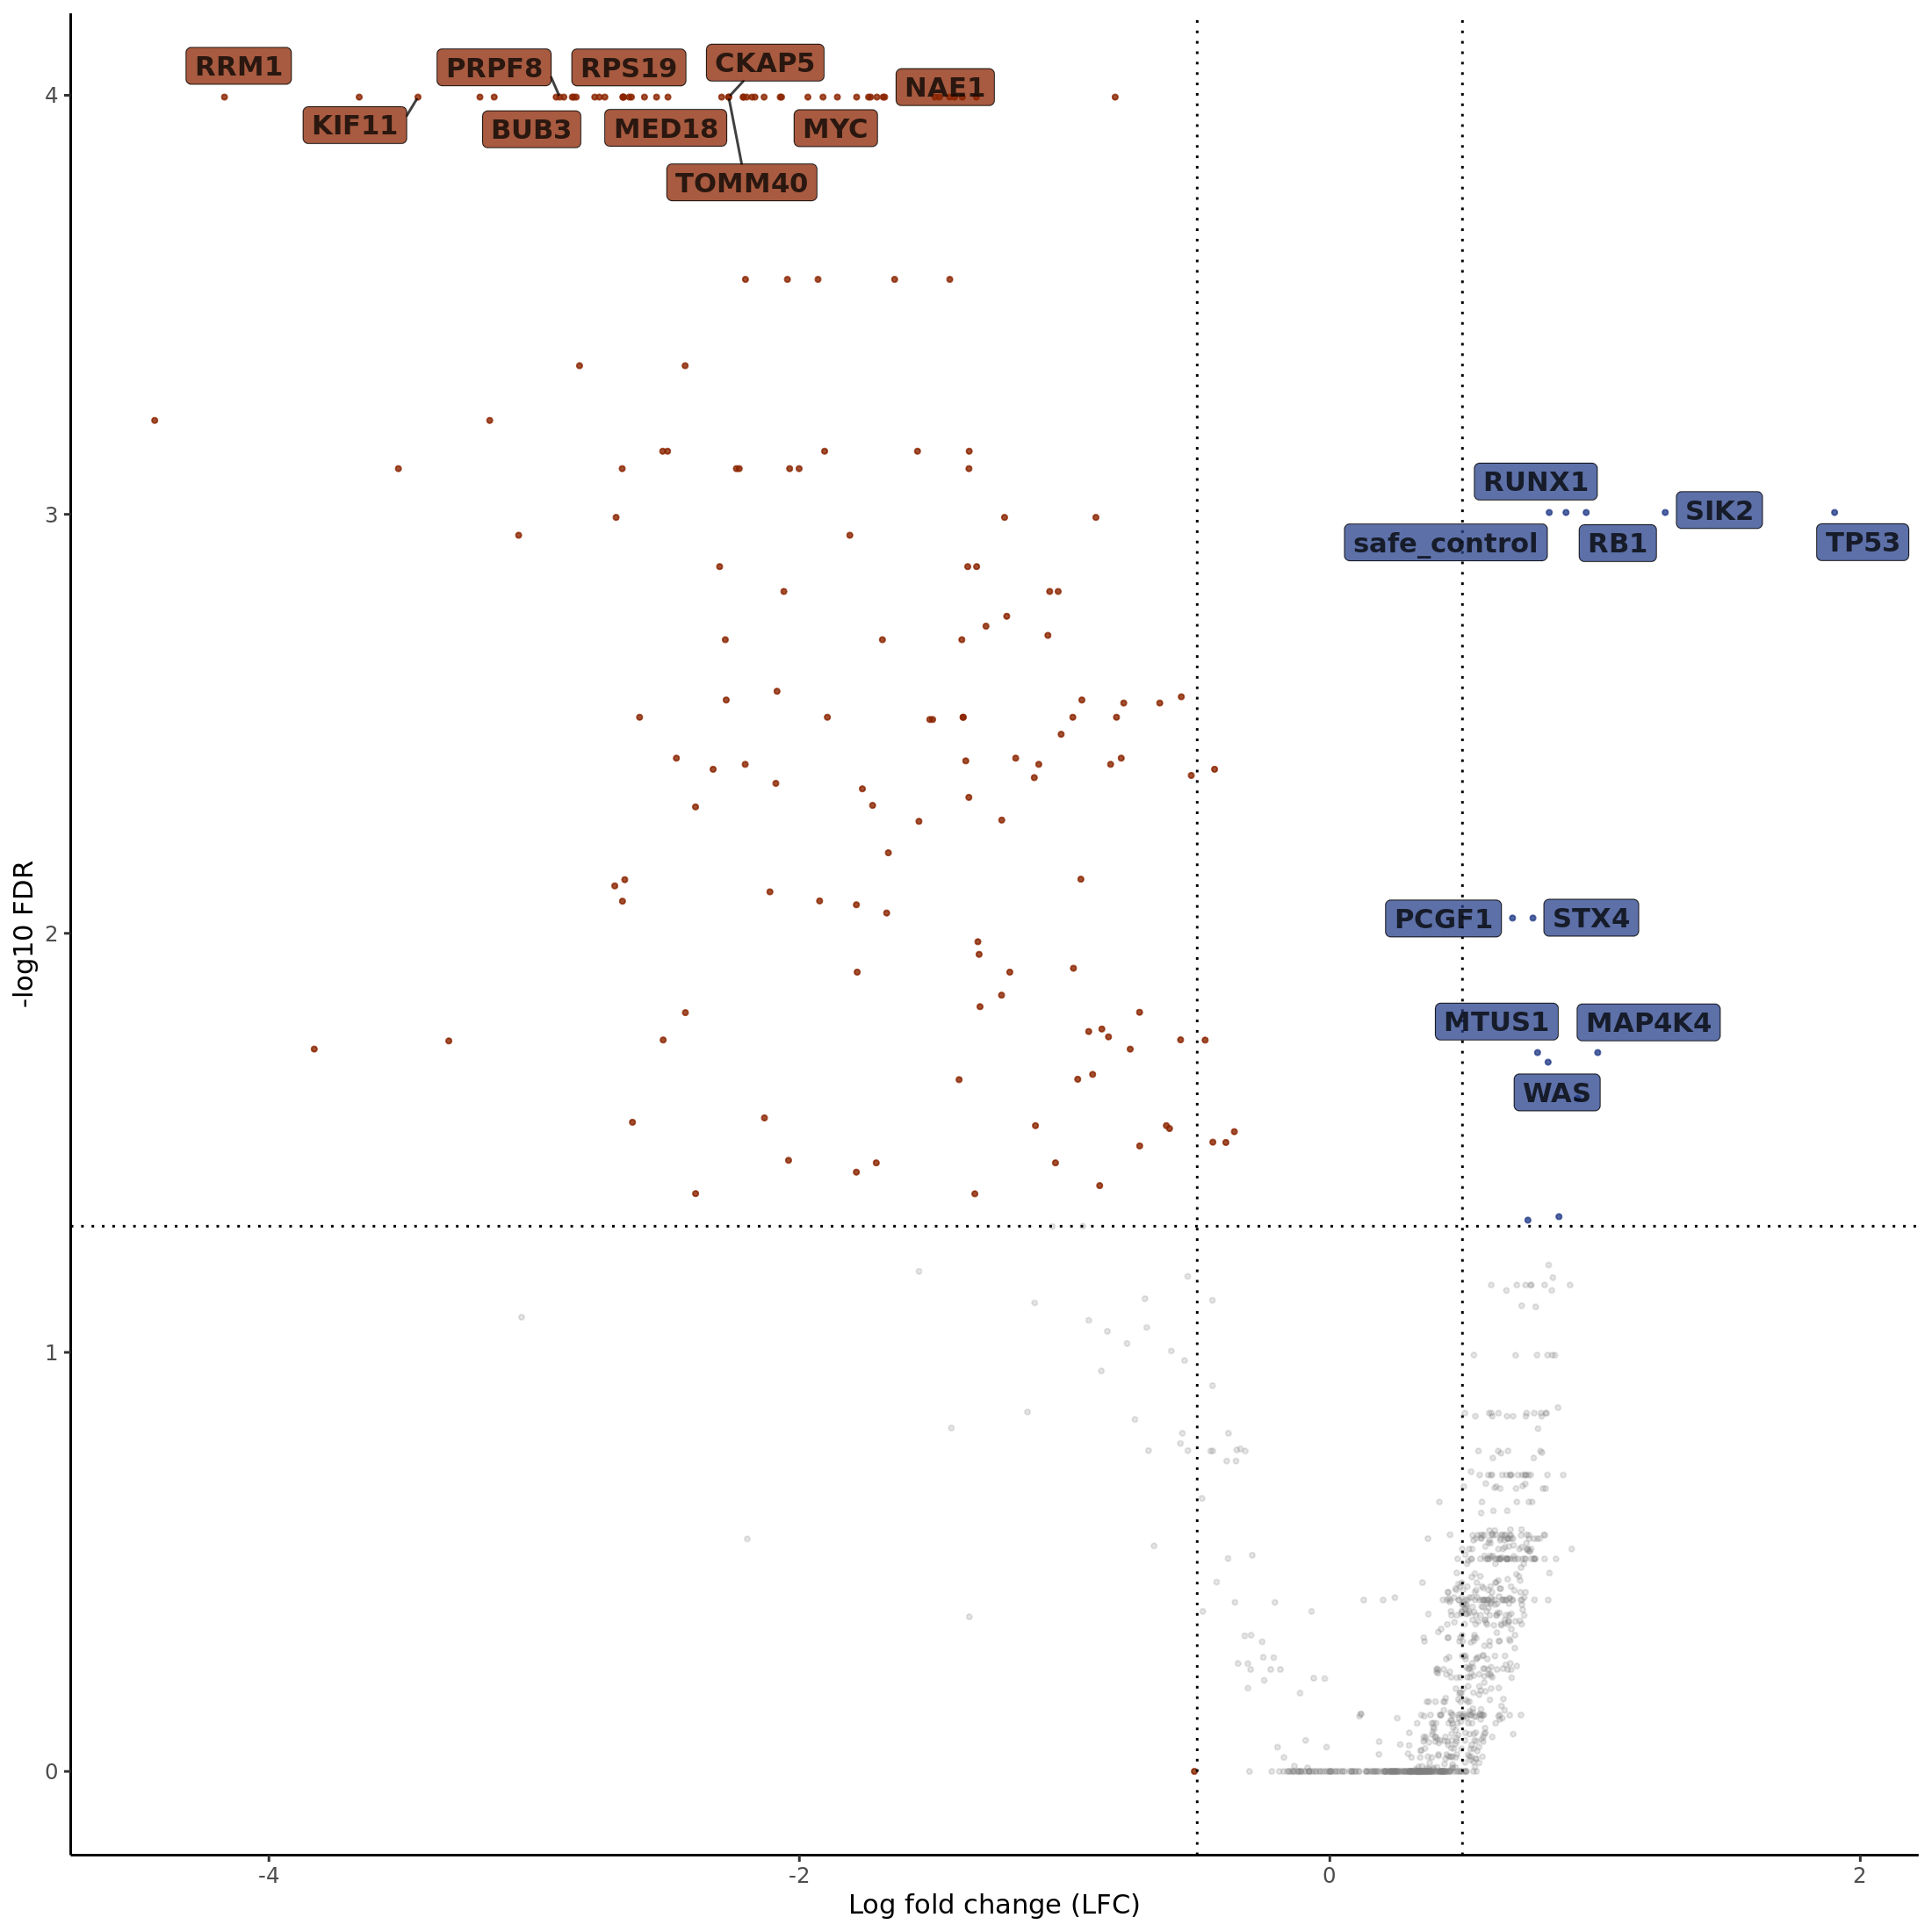 RRM1
PRPF8
RPS19
CKAP5
NAE1
KIF11
BUB3
MED18
MYC
TOMM40
RUNX1
SIK2
safe_control
RB1
TP53
PCGF1
STX4
MTUS1
MAP4K4
WAS
4
3
2
1
0
-log10 FDR
-4
-2
0
2
Log fold change (LFC)